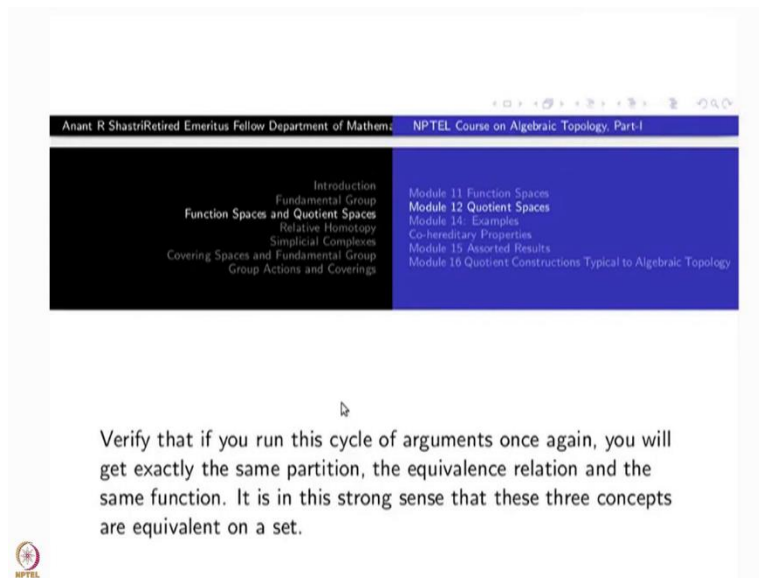 Anant R ShastriRetired Emeritus Fellow Department of Mathema
NPTEL Course on Algebraic Topology, Part-I
Introduction
Fundamental Group
Function Spaces and Quotient Spaces
Relative Homotopy
Simplicial Complexes
Covering Spaces and Fundamental Group
Group Actions and Coverings
Module 11 Function Spaces
Module 12 Quotient Spaces
Module 14: Examples
Co-hereditary Properties
Module 15 Assorted Results
Module 16 Quotient Constructions Typical to Algebraic Topology
Verify that if you run this cycle of arguments once again, you will
get exactly the same partition, the equivalence relation and the
same function. It is in this strong sense that these three concepts
are equivalent on a set.
NPTEL